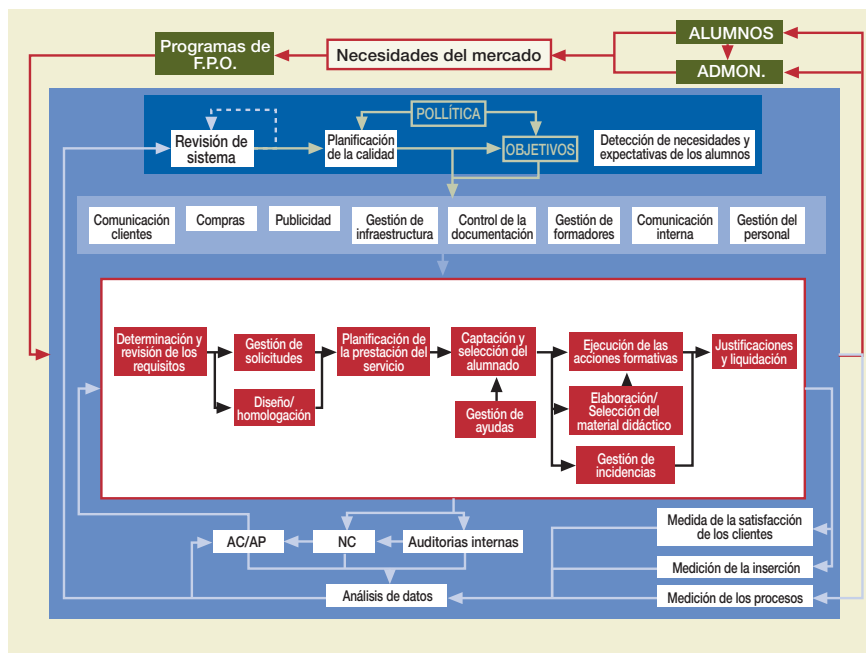 Programas de
F.P.O.
Necesidades del mercado
ALUMNOS
ADMON.
POLLÍTICA
Revisión de
sistema
Planificación
de la calidad
OBJETIVOS
Detección de necesidades y
expectativas de los alumnos
Comunicación
clientes
Compras
Publicidad
Gestión de
infraestructura
Control de la
documentación
Gestión de
formadores
Comunicación
interna
Gestión del
personal
Determinación y
revisión de los
requisitos
Gestión de
solicitudes
Diseño/
homologación
Planificación de
la prestación del
servicio
Captación y
selección del
alumnado
Gestión de
ayudas
Ejecución de las
acciones formativas
Elaboración/
Selección del
material didáctico
Gestión de
incidencias
Justificaciones
y liquidación
AC/AP
NC
Auditorias internas
Análisis de datos
Medida de la satisfacción
de los clientes
Medición de la inserción
Medición de los procesos